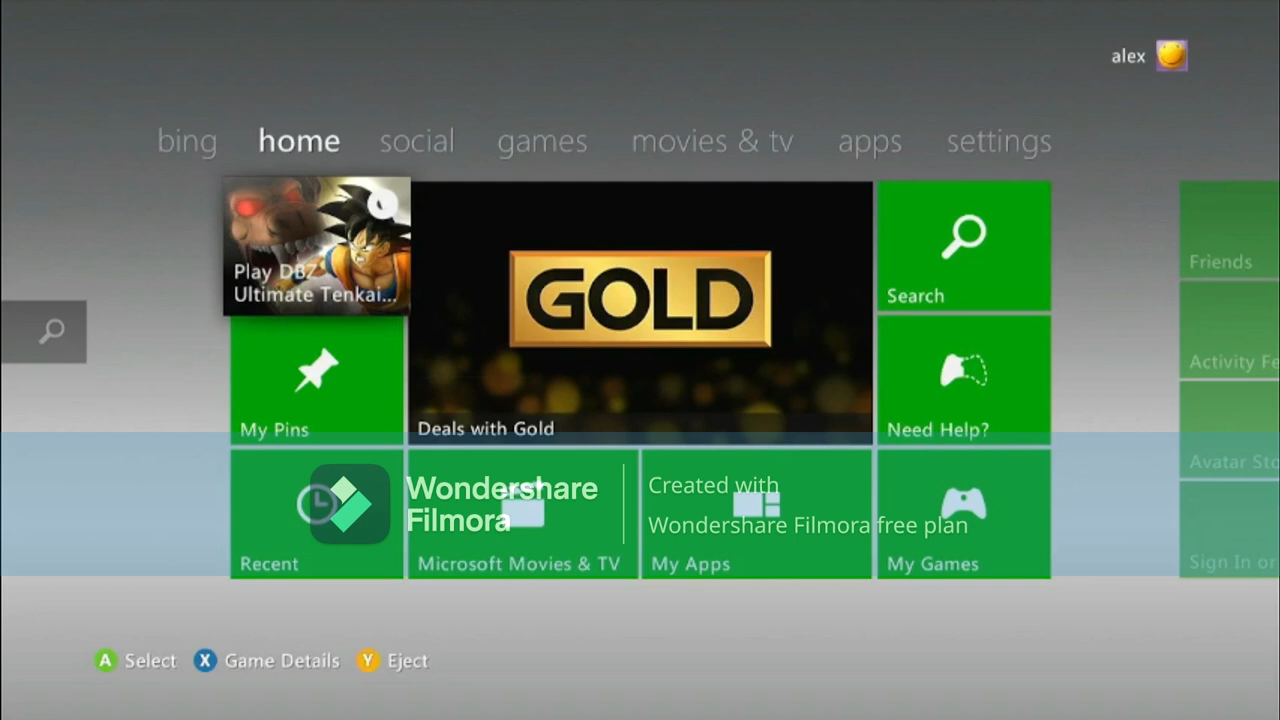 alex
bing home social games movies & tv apps settings
Play DBZ
Ultimate Tenkai...
GOLD
Deals with Gold
Search
My Pins
Need Help?
Friends
Activity Fe
Avatar Sto
Sign In or
Wondershare
Filmora
Created with
Wondershare Filmora free plan
Recent
Microsoft Movies & TV
My Apps
My Games
A Select X Game Details Y Eject